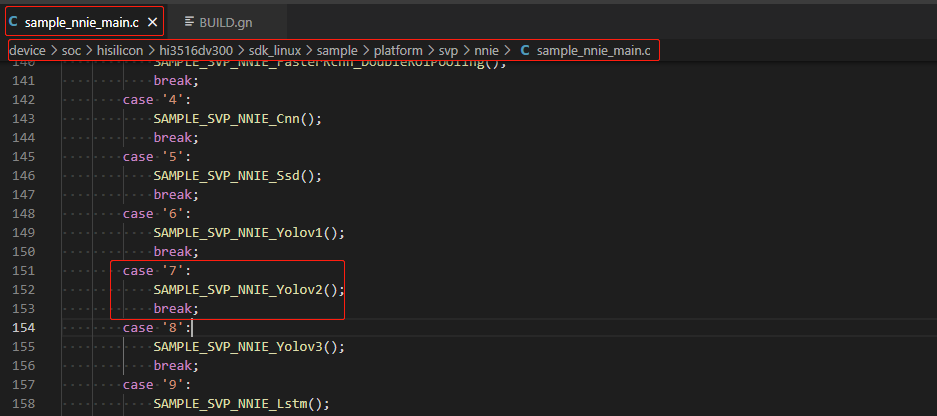 C sample_nnie_main.c × BUILD.gn
device > soc > hisilicon > hi3516dv300 > sdk_linux > sample > platform > svp > nnie > C sample_nnie_main.c
140 SAMPLE_SVP_NNIE_FasterRcnn_DoubleRoiPooling();
141 break;
142 case '4':
143 SAMPLE_SVP_NNIE_Cnn();
144 break;
145 case '5':
146 SAMPLE_SVP_NNIE_Ssd();
147 break;
148 case '6':
149 SAMPLE_SVP_NNIE_Yolov1();
150 break;
151 case '7':
152 SAMPLE_SVP_NNIE_Yolov2();
153 break;
154 case '8':
155 SAMPLE_SVP_NNIE_Yolov3();
156 break;
157 case '9':
158 SAMPLE_SVP_NNIE_Lstm();